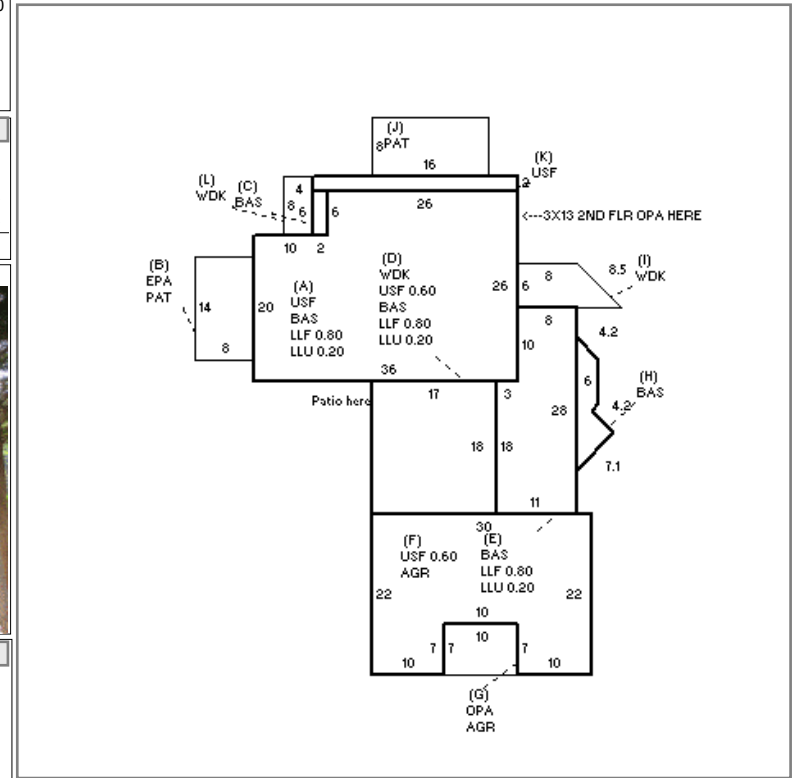 (J)
8 PAT
16
(K)
USF
2
(L)
WDK
(C)
BAS
4
8
6
6
26
<---3X13 2ND FLR OPA HERE
10
2
(B)
EPA
PAT
14
8
20
(A)
USF
BAS
LLF 0.80
LLU 0.20
(D)
WDK
USF 0.60
BAS
LLF 0.80
LLU 0.20
26
6
8
8.5
(I)
WDK
8
10
4.2
36
6
(H)
BAS
4.2
7.1
28
Patio here
17
3
18
18
11
30
(F)
USF 0.60
AGR
(E)
BAS
LLF 0.80
LLU 0.20
22
22
10
10
7
7
7
10
10
(G)
OPA
AGR